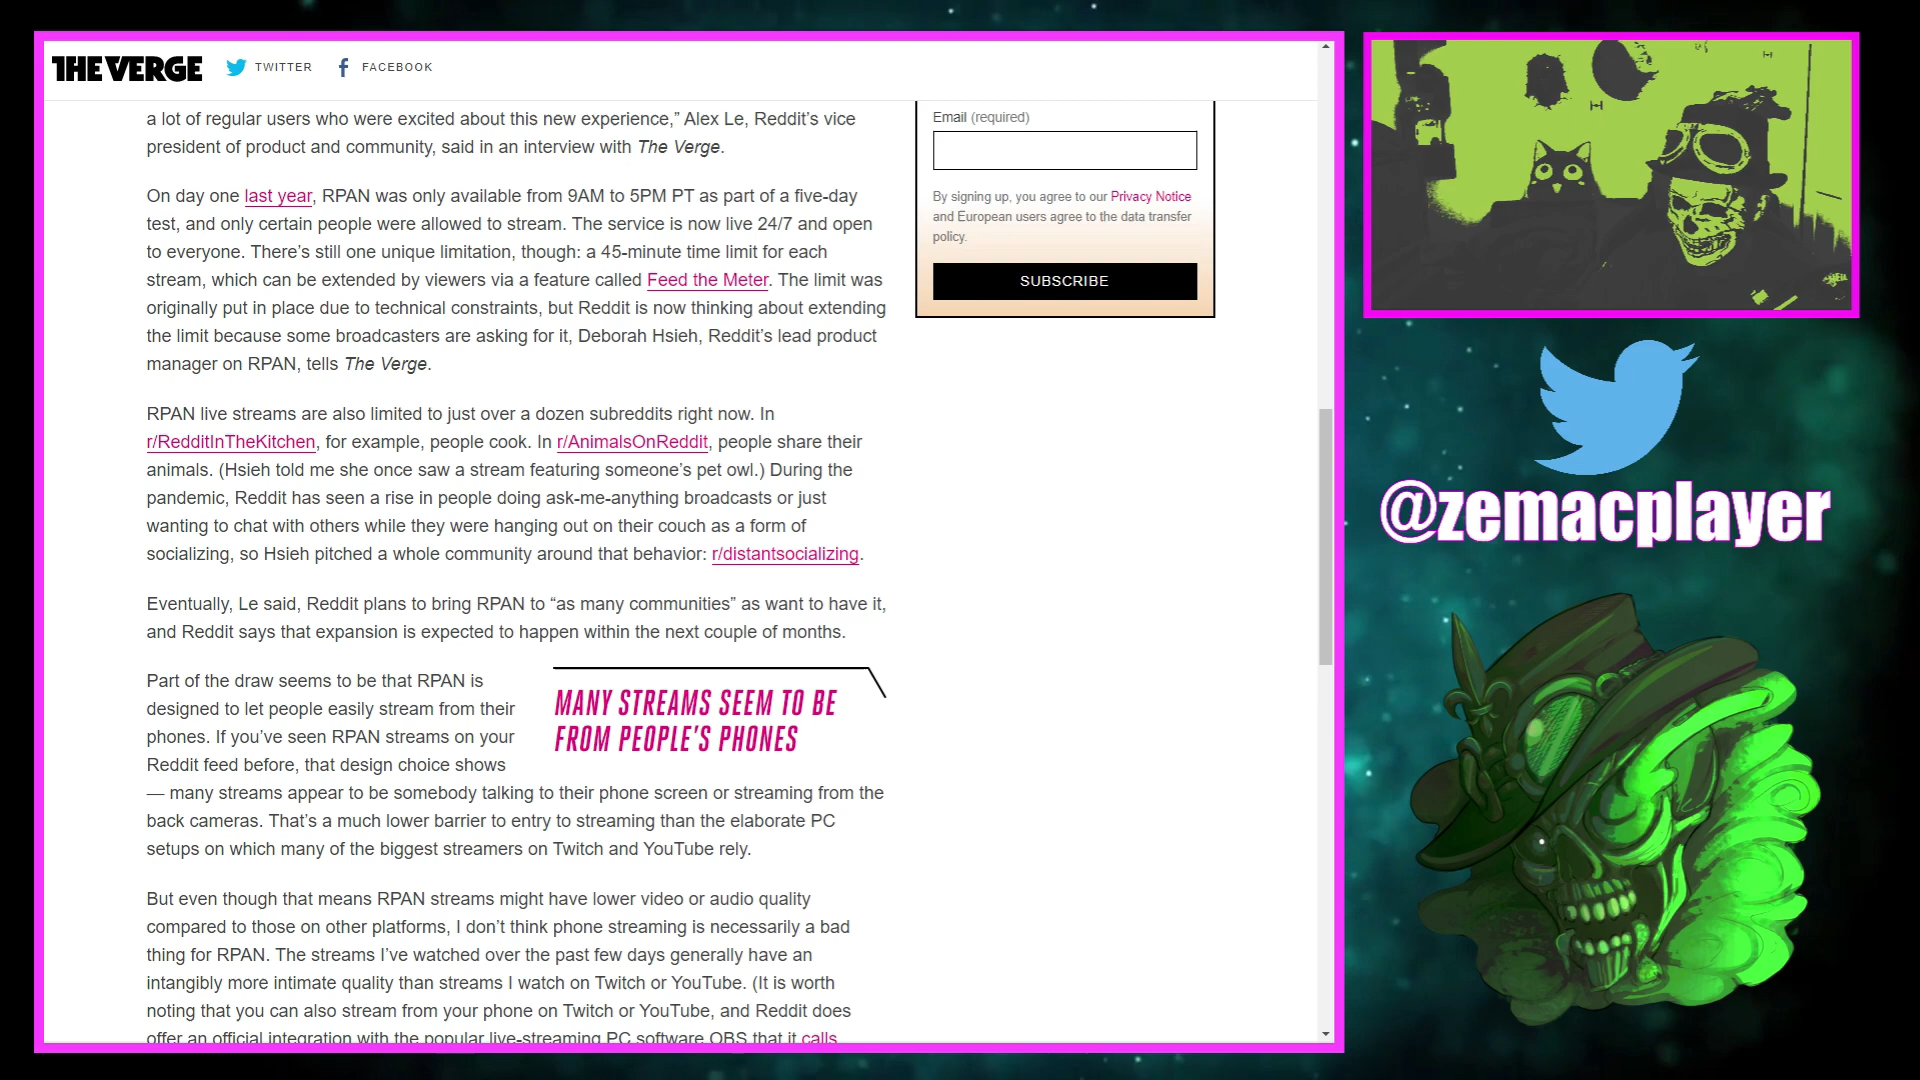 THE VERGE TWITTER FACEBOOK
a lot of regular users who were excited about this new experience,” Alex Le, Reddit’s vice
president of product and community, said in an interview with The Verge.
On day one last year, RPAN was only available from 9AM to 5PM PT as part of a five-day
test, and only certain people were allowed to stream. The service is now live 24/7 and open
to everyone. There’s still one unique limitation, though: a 45-minute time limit for each
stream, which can be extended by viewers via a feature called Feed the Meter. The limit was
originally put in place due to technical constraints, but Reddit is now thinking about extending
the limit because some broadcasters are asking for it, Deborah Hsieh, Reddit’s lead product
manager on RPAN, tells The Verge.
RPAN live streams are also limited to just over a dozen subreddits right now. In
r/RedditInTheKitchen, for example, people cook. In r/AnimalsOnReddit, people share their
animals. (Hsieh told me she once saw a stream featuring someone’s pet owl.) During the
pandemic, Reddit has seen a rise in people doing ask-me-anything broadcasts or just
wanting to chat with others while they were hanging out on their couch as a form of
socializing, so Hsieh pitched a whole community around that behavior: r/distantsocializing.
Eventually, Le said, Reddit plans to bring RPAN to “as many communities” as want to have it,
and Reddit says that expansion is expected to happen within the next couple of months.
Part of the draw seems to be that RPAN is
designed to let people easily stream from their
phones. If you’ve seen RPAN streams on your
Reddit feed before, that design choice shows
— many streams appear to be somebody talking to their phone screen or streaming from the
back cameras. That’s a much lower barrier to entry to streaming than the elaborate PC
setups on which many of the biggest streamers on Twitch and YouTube rely.
MANY STREAMS SEEM TO BE
FROM PEOPLE’S PHONES
But even though that means RPAN streams might have lower video or audio quality
compared to those on other platforms, I don’t think phone streaming is necessarily a bad
thing for RPAN. The streams I’ve watched over the past few days generally have an
intangibly more intimate quality than streams I watch on Twitch or YouTube. (It is worth
noting that you can also stream from your phone on Twitch or YouTube, and Reddit does
offer an official integration with the popular live-streaming PC software OBS that it calls
Email (required)
By signing up, you agree to our Privacy Notice
and European users agree to the data transfer
policy.
SUBSCRIBE
@zemacplayer